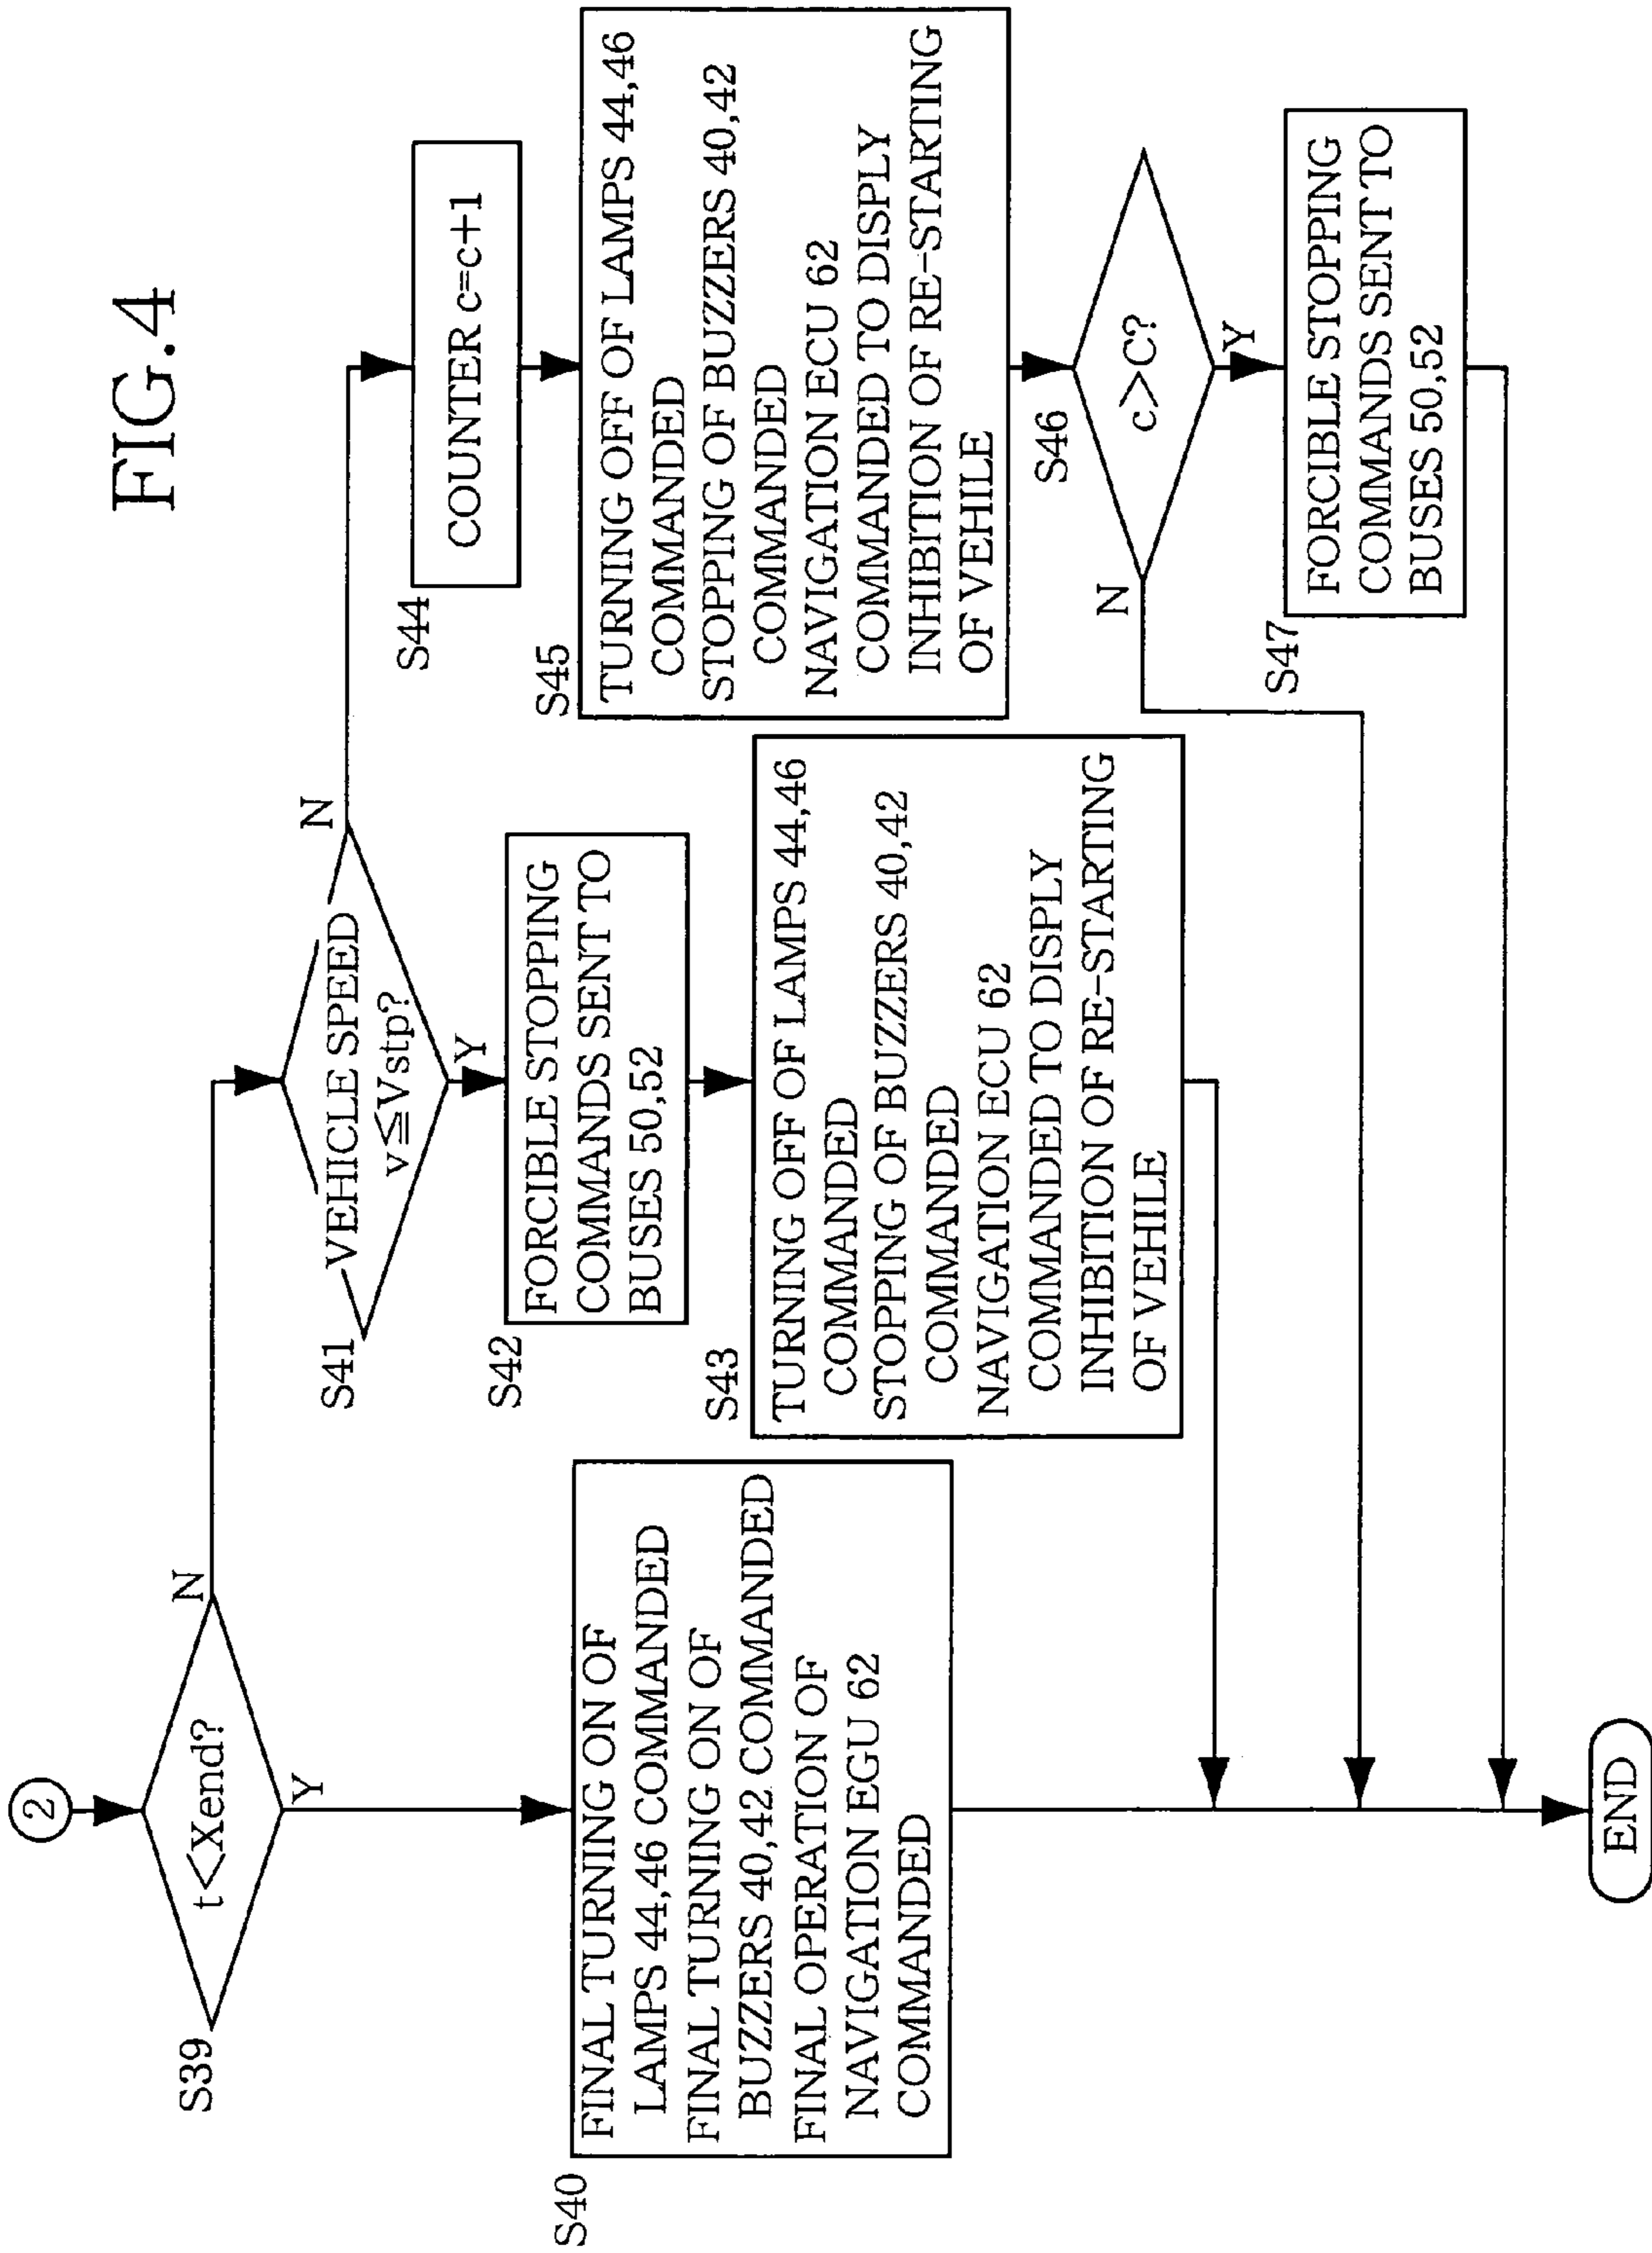 FIG.4
2
S39
t<Xend?
N
Y
S40
FINAL TURNING ON OF
LAMPS 44,46 COMMANDED
FINAL TURNING ON OF
BUZZERS 40,42 COMMANDED
FINAL OPERATION OF
NAVIGATION EGU 62
COMMANDED
S41
VEHICLE SPEED
v≦Vstp?
N
Y
S42
FORCIBLE STOPPING
COMMANDS SENT TO
BUSES 50,52
S43
TURNING OFF OF LAMPS 44,46
COMMANDED
STOPPING OF BUZZERS 40,42
COMMANDED
NAVIGATION ECU 62
COMMANDED TO DISPLY
INHIBITION OF RE-STARTING
OF VEHILE
S44
COUNTER c=c+1
S45
TURNING OFF OF LAMPS 44,46
COMMANDED
STOPPING OF BUZZERS 40,42
COMMANDED
NAVIGATION ECU 62
COMMANDED TO DISPLY
INHIBITION OF RE-STARTING
OF VEHILE
S46
c>C?
N
Y
S47
FORCIBLE STOPPING
COMMANDS SENT TO
BUSES 50,52
END